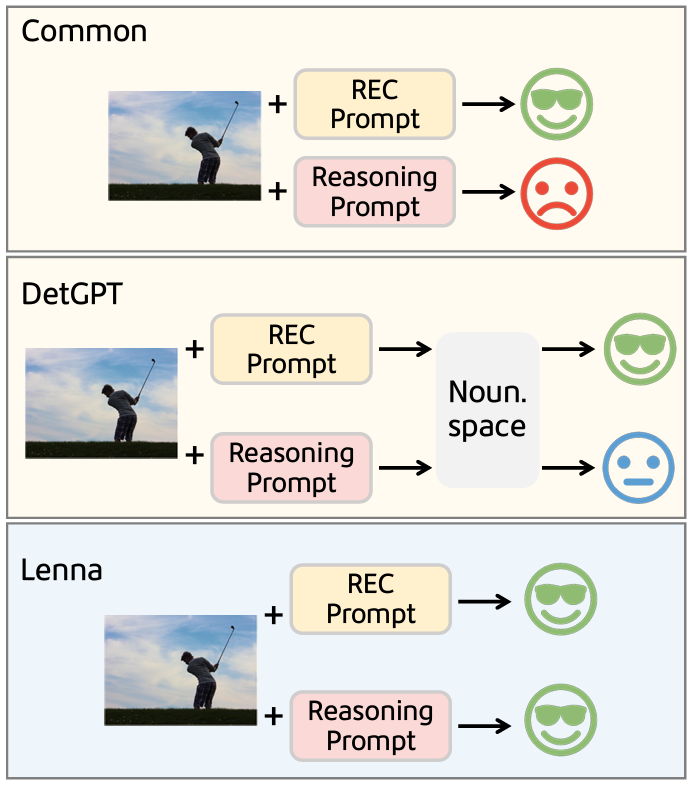 Common
+
REC
Prompt
+
Reasoning
Prompt
DetGPT
+
REC
Prompt
Noun.
space
+
Reasoning
Prompt
Lenna
+
REC
Prompt
+
Reasoning
Prompt